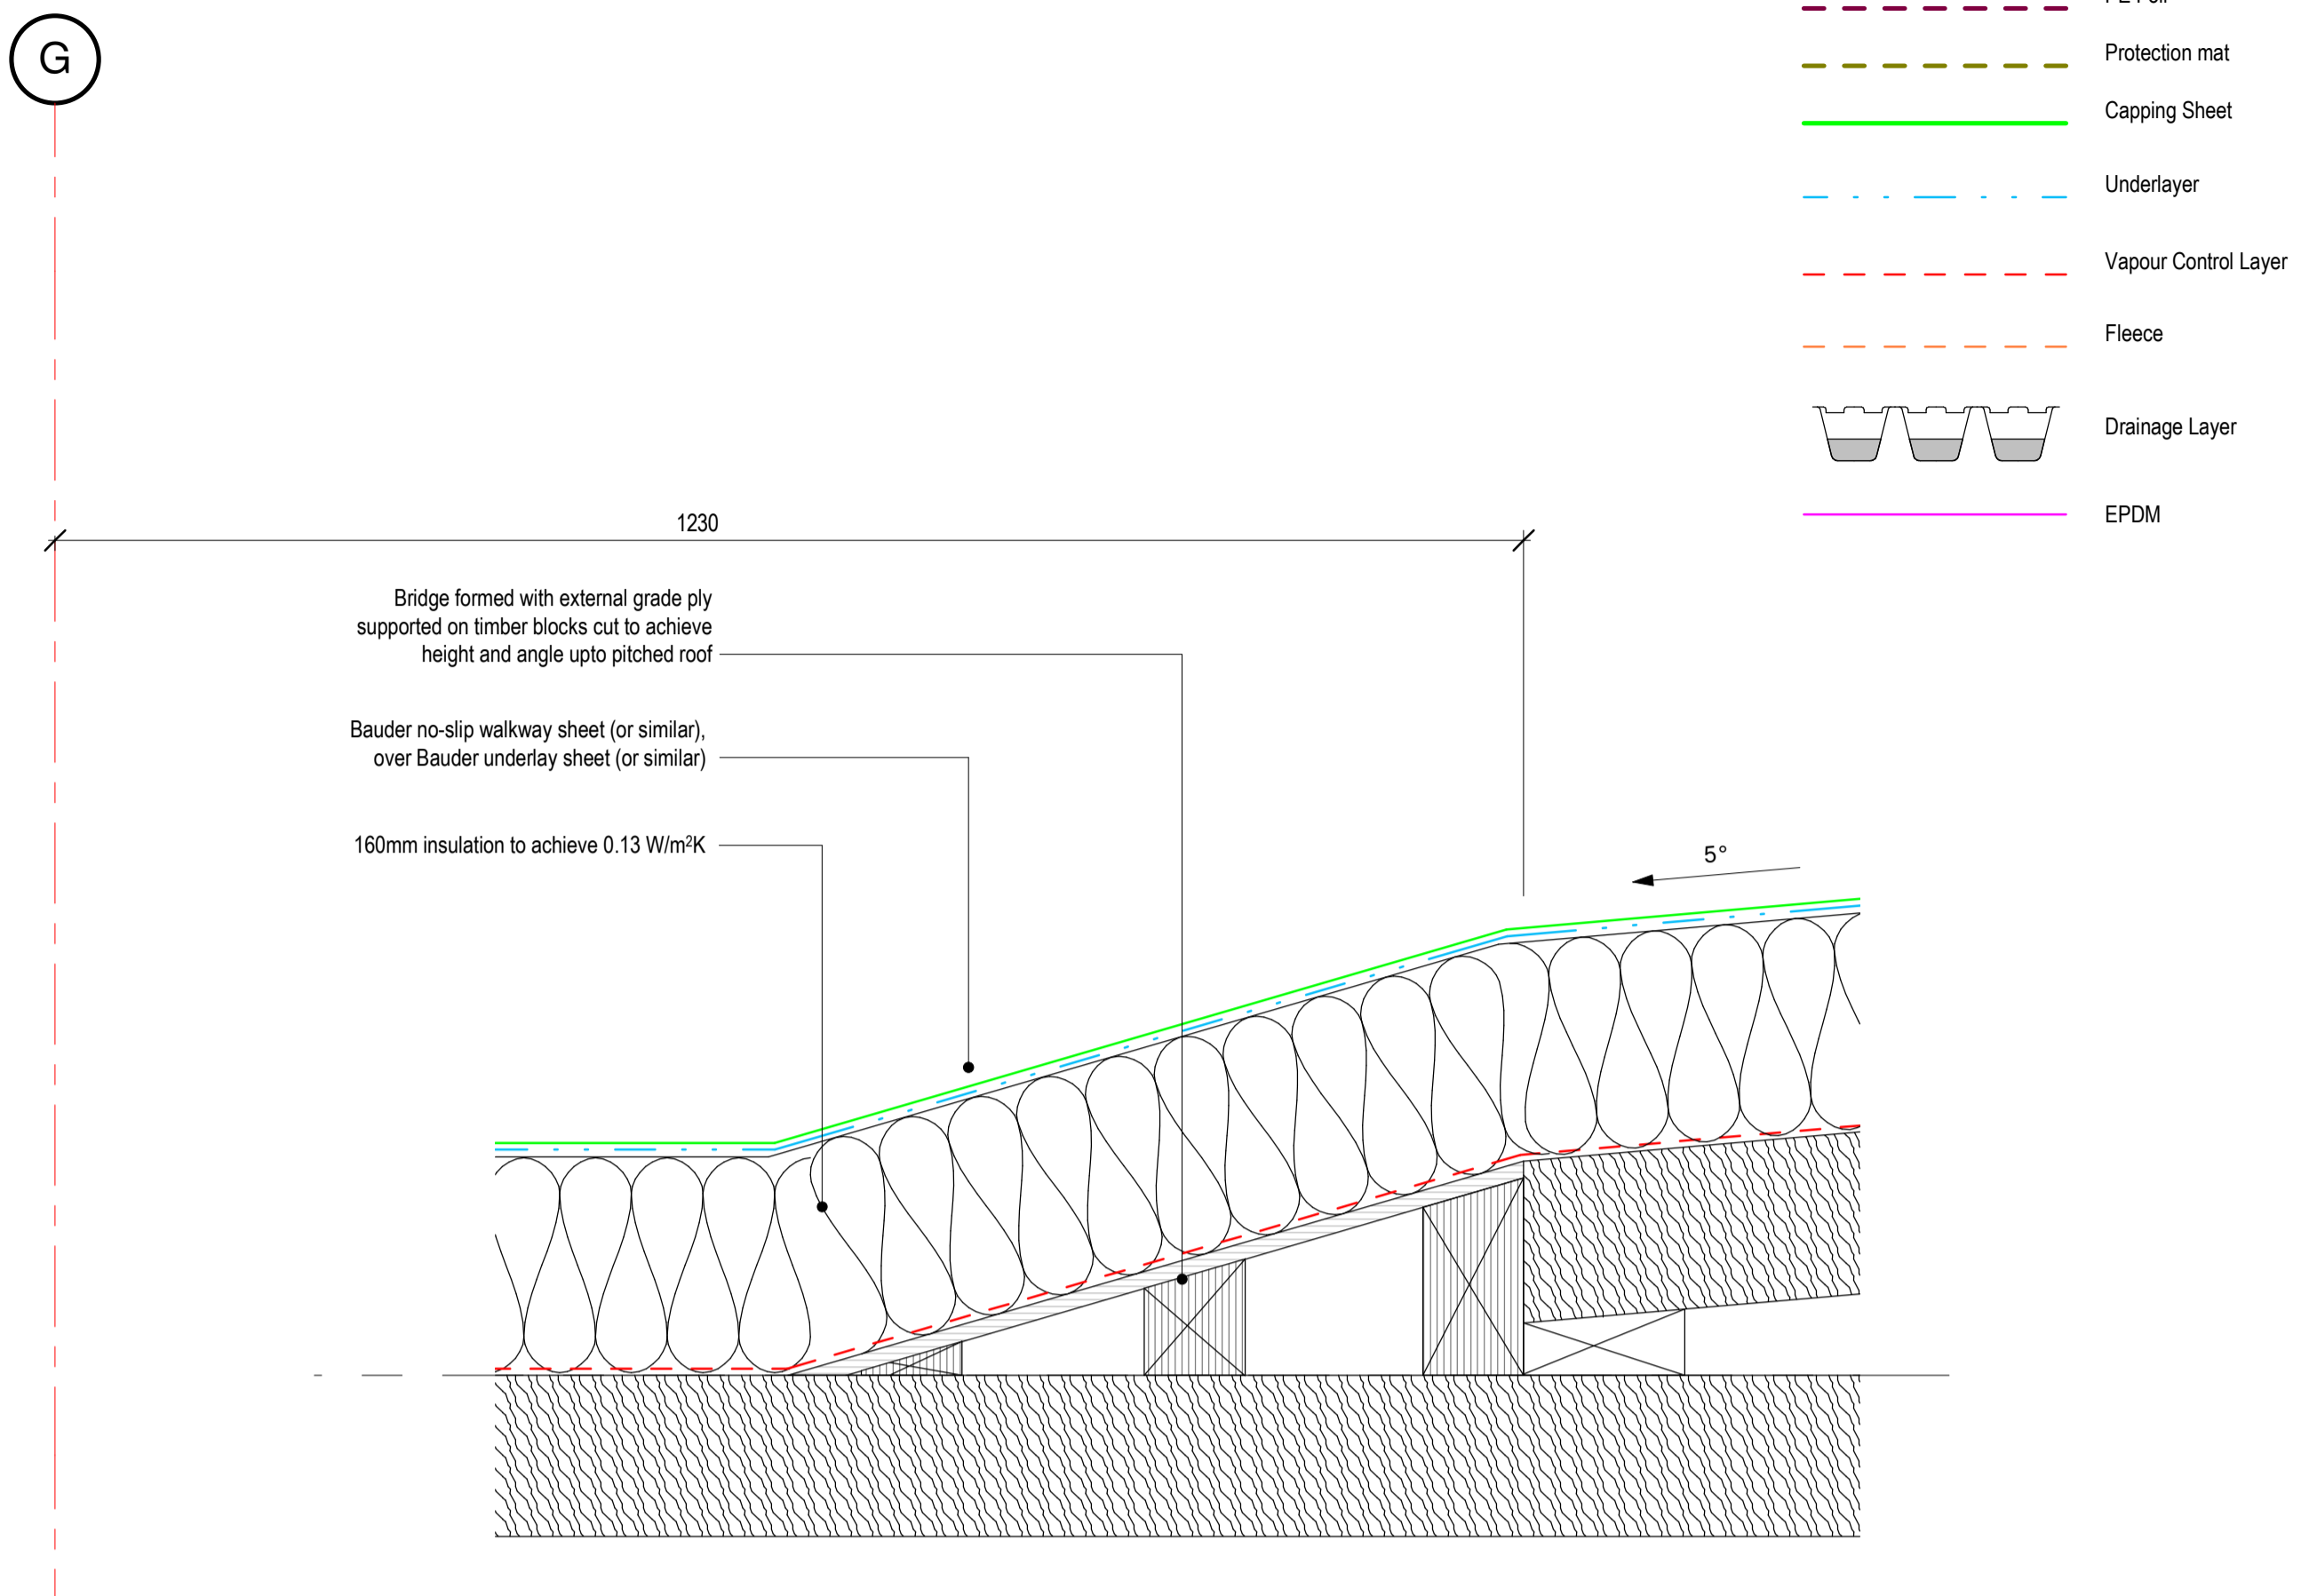 G
Protection mat
Capping Sheet
Underlayer
Vapour Control Layer
Fleece
Drainage Layer
EPDM
1230
Bridge formed with external grade ply
supported on timber blocks cut to achieve
height and angle upto pitched roof
Bauder no-slip walkway sheet (or similar),
over Bauder underlay sheet (or similar)
160mm insulation to achieve 0.13 W/m²K
5°